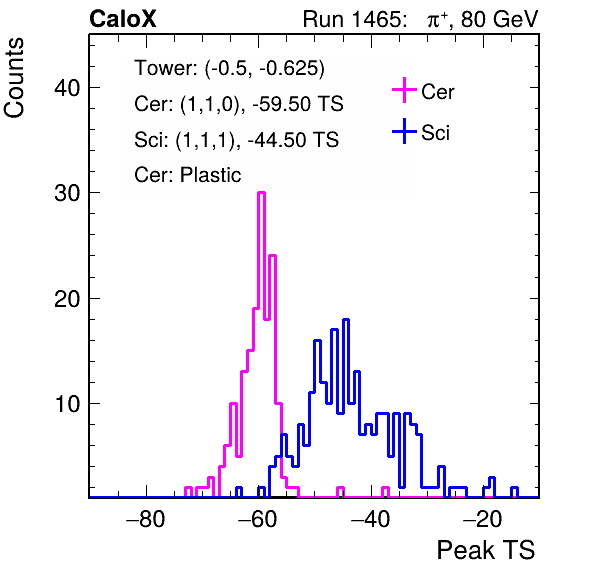 CaloX Run 1465: π⁺, 80 GeV
Counts
Tower: (-0.5, -0.625)
Cer: (1,1,0), -59.50 TS
Sci: (1,1,1), -44.50 TS
Cer: Plastic
Cer
Sci
40
30
20
10
−80 −60 −40 −20
Peak TS